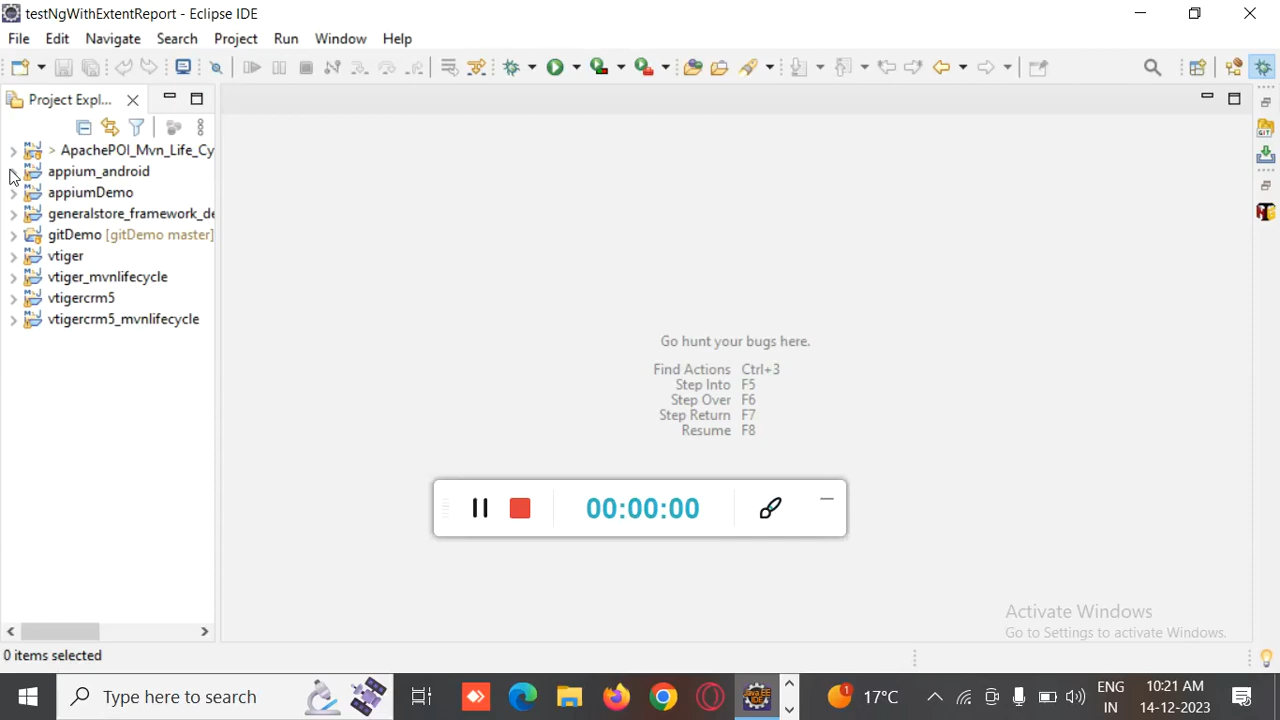 testNgWithExtentReport - Eclipse IDE
File Edit Navigate Search Project Run Window Help
Project Expl...
> ApachePOI_Mvn_Life_Cy
appium_android
appiumDemo
generalstore_framework_de
gitDemo [gitDemo master]
vtiger
vtiger_mvnlifecycle
vtigercrm5
vtigercrm5_mvnlifecycle
Go hunt your bugs here.
Find Actions Ctrl+3
Step Into F5
Step Over F6
Step Return F7
Resume F8
00:00:00
Activate Windows
Go to Settings to activate Windows.
0 items selected
Type here to search
17°C
ENG
IN
10:21 AM
14-12-2023